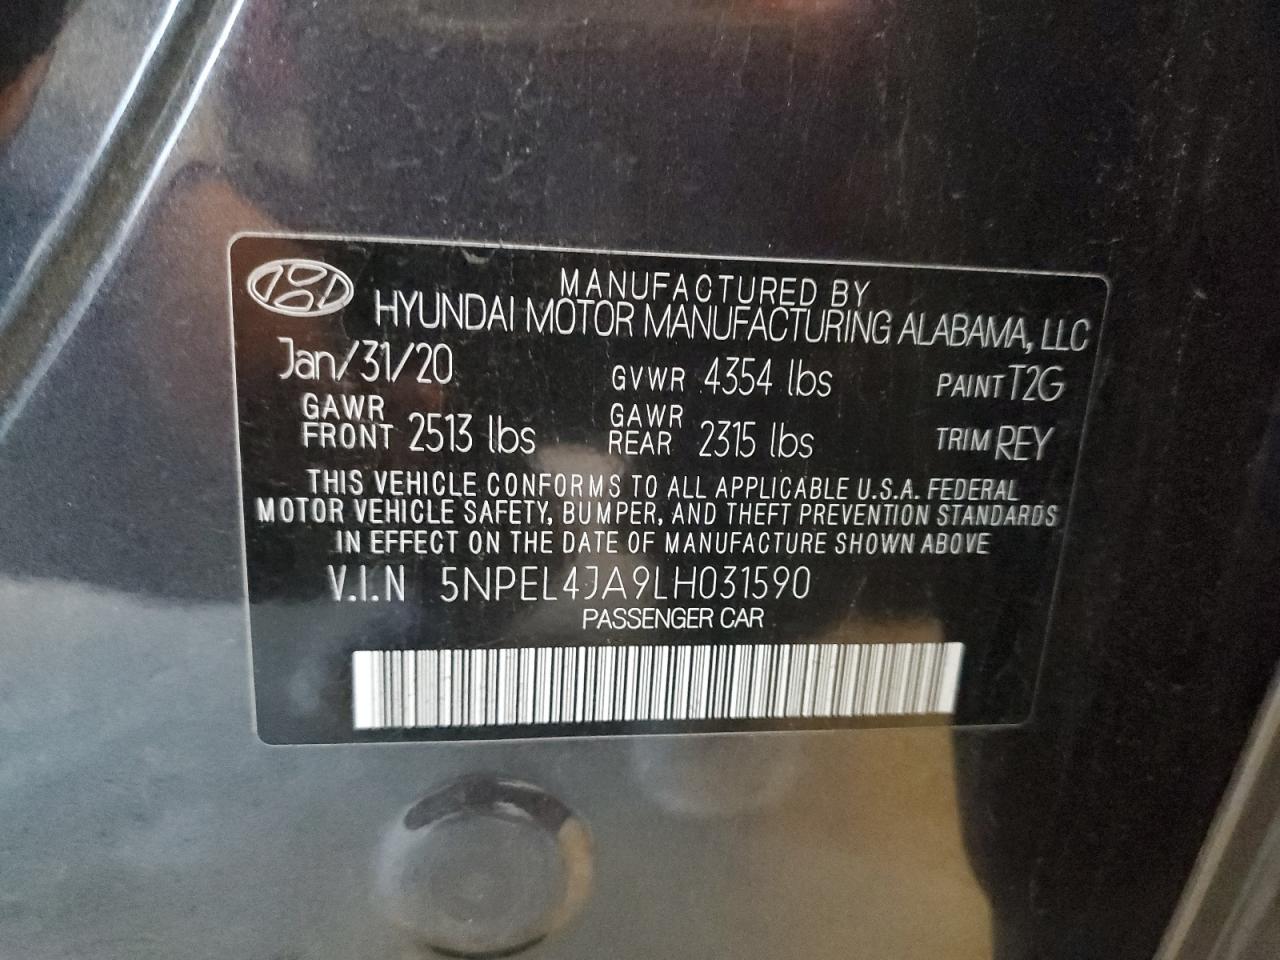 MANUFACTURED BY
HYUNDAI MOTOR MANUFACTURING ALABAMA, LLC
Jan/31/20 GVWR 4354 lbs PAINT T2G
GAWR FRONT 2513 lbs GAWR REAR 2315 lbs TRIM REY
THIS VEHICLE CONFORMS TO ALL APPLICABLE U.S.A. FEDERAL
MOTOR VEHICLE SAFETY, BUMPER, AND THEFT PREVENTION STANDARDS
IN EFFECT ON THE DATE OF MANUFACTURE SHOWN ABOVE
V.I.N 5NPEL4JA9LH031590
PASSENGER CAR